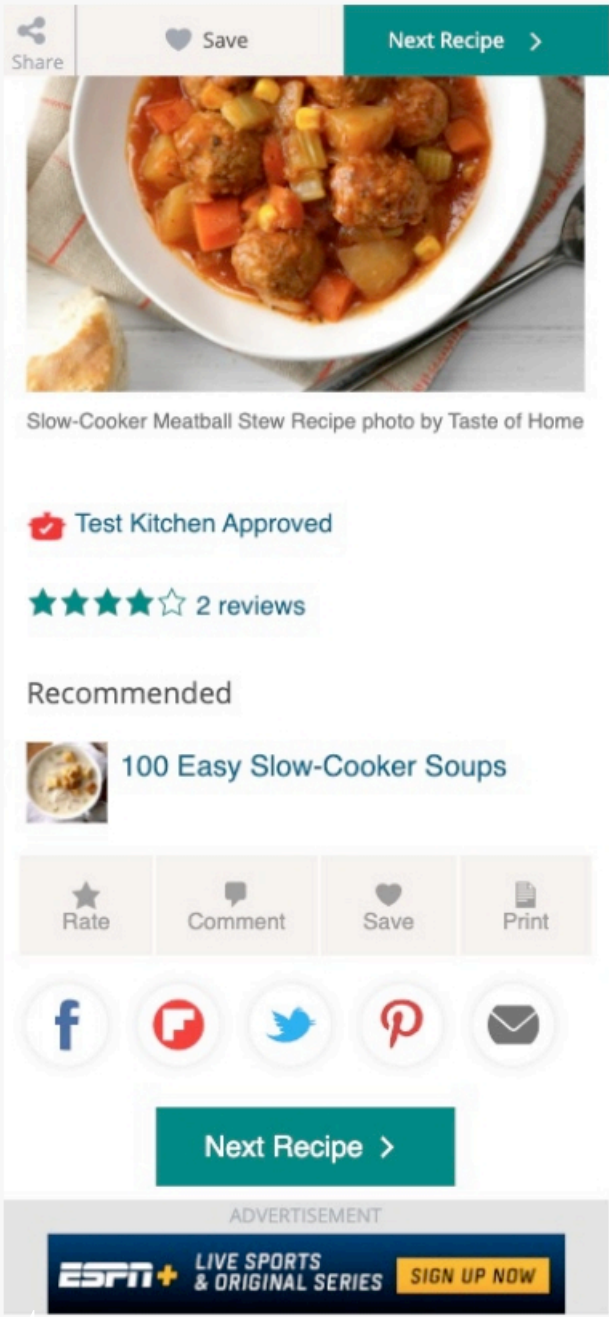 Share
Save
Next Recipe >
Slow-Cooker Meatball Stew Recipe photo by Taste of Home
Test Kitchen Approved
2 reviews
Recommended
100 Easy Slow-Cooker Soups
Rate
Comment
Save
Print
Next Recipe >
ADVERTISEMENT
ESPN+
LIVE SPORTS
& ORIGINAL SERIES
SIGN UP NOW